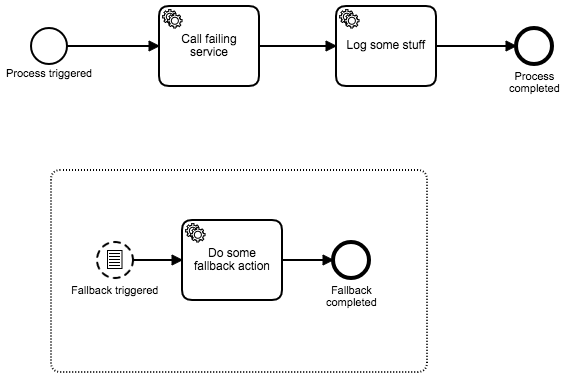 Call failing
service
Log some stuff
Process triggered
Process
completed
Do some
fallback action
Fallback triggered
Fallback
completed